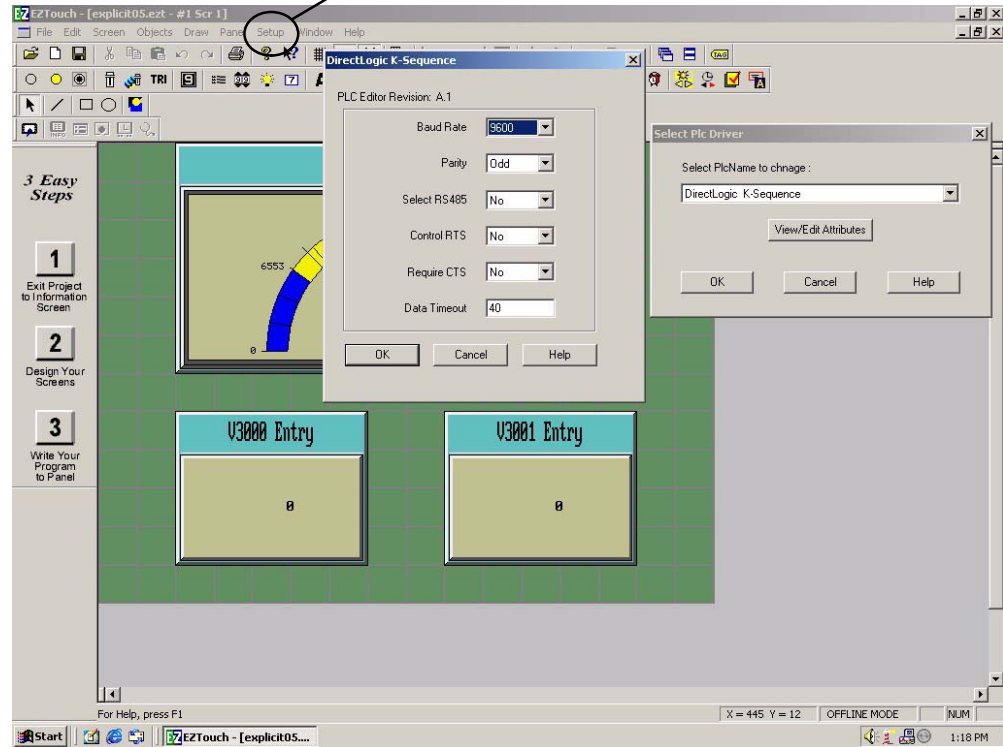 EZTouch - [explicit05.ezt - #1 Scr 1]
File Edit Screen Objects Draw Panel Setup Window Help
TRI
TAG
DirectLogic K-Sequence
PLC Editor Revision: A.1
Baud Rate 9600
Parity Odd
Select RS485 No
Control RTS No
Require CTS No
Data Timeout 40
OK Cancel Help
Select Plc Driver
Select PlcName to chnage :
DirectLogic K-Sequence
View/Edit Attributes
OK Cancel Help
3 Easy
Steps
1
Exit Project
to Information
Screen
2
Design Your
Screens
3
Write Your
Program
to Panel
6553
0
V3000 Entry
0
V3001 Entry
0
For Help, press F1
X = 445 Y = 12 OFFLINE MODE NUM
Start
EZTouch - [explicit05....
1:18 PM